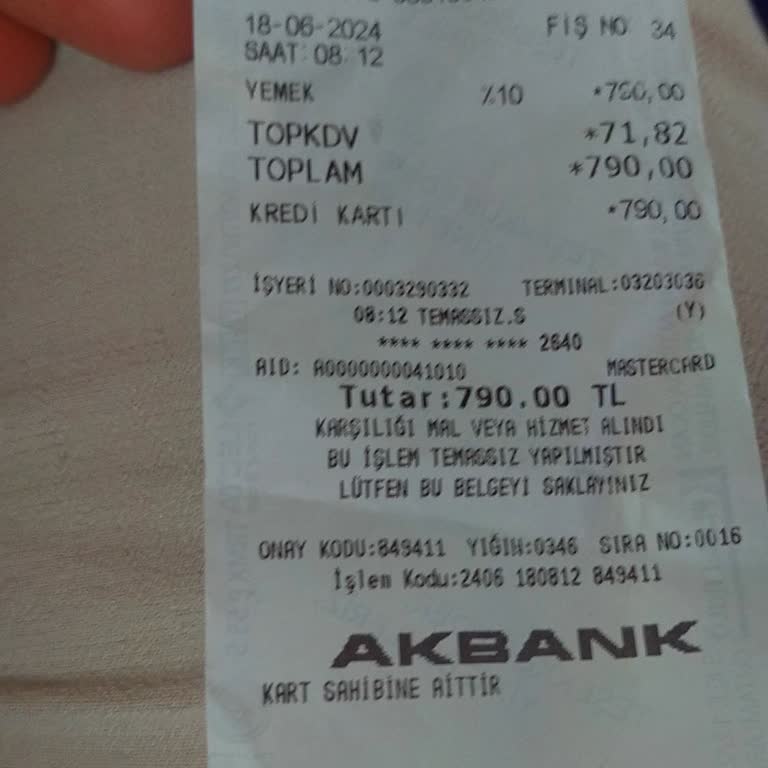 18-06-2024 FİŞ NO 34
SAAT:08:12
YEMEK %10 *790,00
TOPKDV *71,82
TOPLAM *790,00
KREDİ KARTI *790,00
İŞYERİ NO:0003290332 TERMINAL:03203036
08:12 TEMASSIZ.S (Y)
**** **** **** 2640
AID: A0000000041010 MASTERCARD
Tutar:790.00 TL
KARŞILIĞI MAL VEYA HİZMET ALINDI
BU İŞLEM TEMASSIZ YAPILMIŞTIR
LÜTFEN BU BELGEYİ SAKLAYINIZ
ONAY KODU:849411 YIĞIN:0346 SIRA NO:0016
İşlem Kodu:2406 180812 849411
AKBANK
KART SAHİBİNE AİTTİR